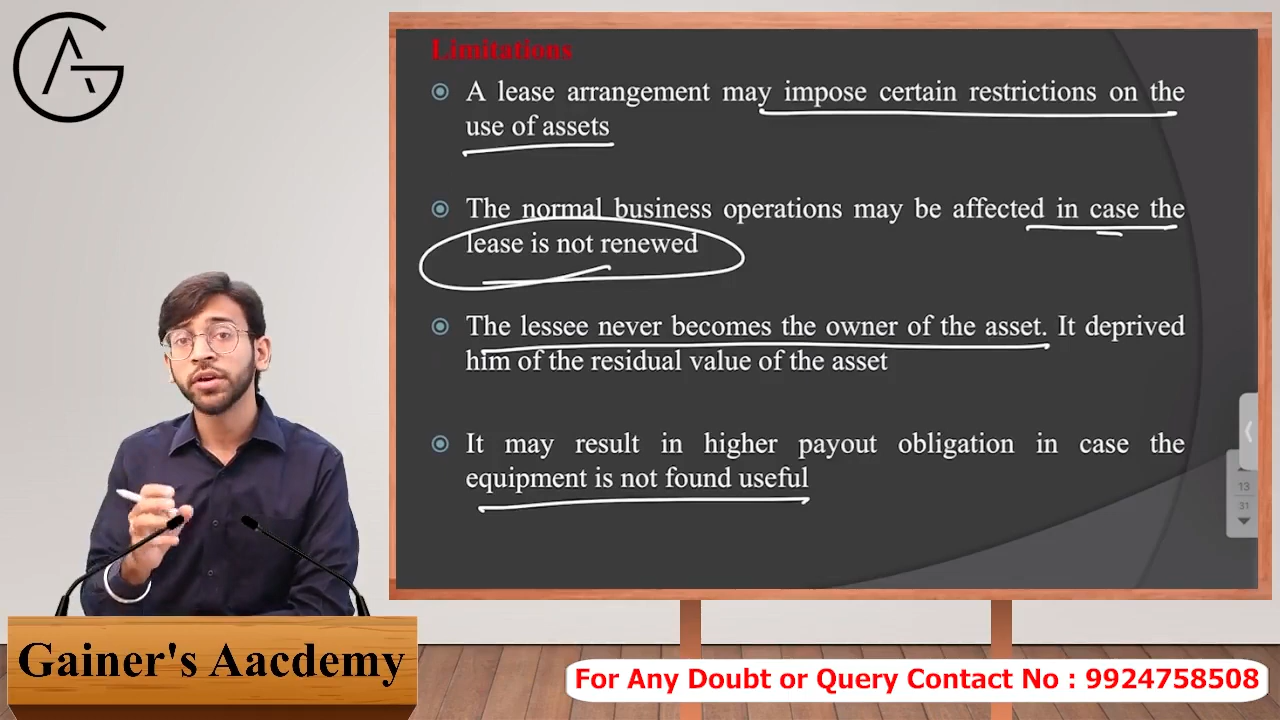 AG
Limitations
A lease arrangement may impose certain restrictions on the
use of assets
The normal business operations may be affected in case the
lease is not renewed
The lessee never becomes the owner of the asset. It deprived
him of the residual value of the asset
It may result in higher payout obligation in case the
equipment is not found useful
13
31
Gainer's Aacdemy
For Any Doubt or Query Contact No : 9924758508